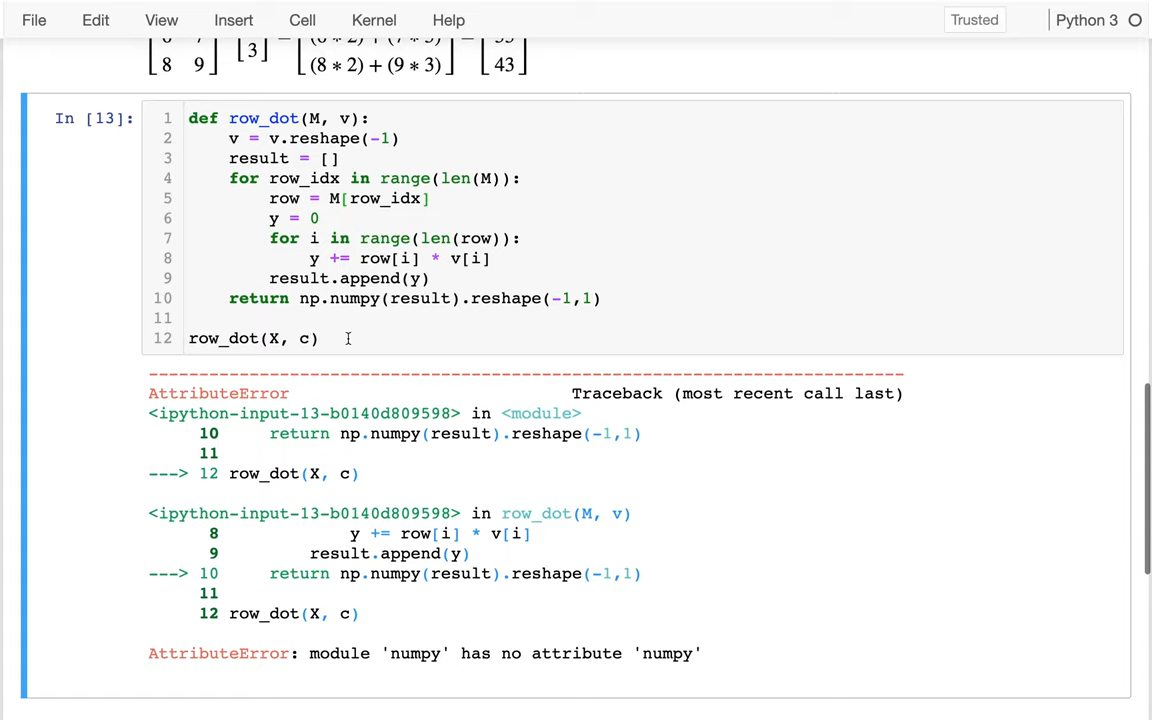 File Edit View Insert Cell Kernel Help Trusted Python 3
[8 9] [3] = [(8 * 2) + (9 * 3)] = [43]
In [13]:
1 def row_dot(M, v):
2 v = v.reshape(-1)
3 result = []
4 for row_idx in range(len(M)):
5 row = M[row_idx]
6 y = 0
7 for i in range(len(row)):
8 y += row[i] * v[i]
9 result.append(y)
10 return np.numpy(result).reshape(-1,1)
11
12 row_dot(X, c)
---------------------------------------------------------------------------
AttributeError Traceback (most recent call last)
<ipython-input-13-b0140d809598> in <module>
10 return np.numpy(result).reshape(-1,1)
11
---> 12 row_dot(X, c)
<ipython-input-13-b0140d809598> in row_dot(M, v)
8 y += row[i] * v[i]
9 result.append(y)
---> 10 return np.numpy(result).reshape(-1,1)
11
12 row_dot(X, c)
AttributeError: module 'numpy' has no attribute 'numpy'